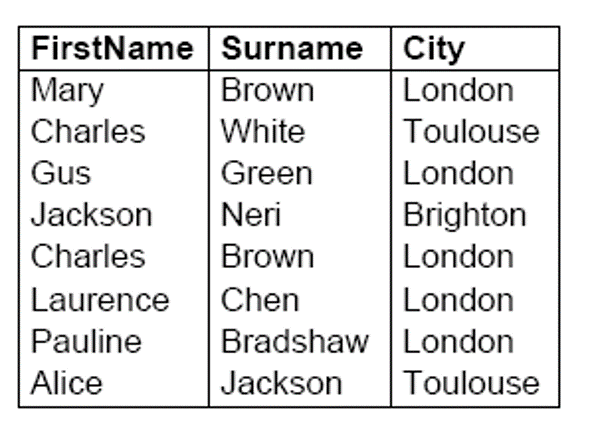 FirstName Surname City
Mary Brown London
Charles White Toulouse
Gus Green London
Jackson Neri Brighton
Charles Brown London
Laurence Chen London
Pauline Bradshaw London
Alice Jackson Toulouse